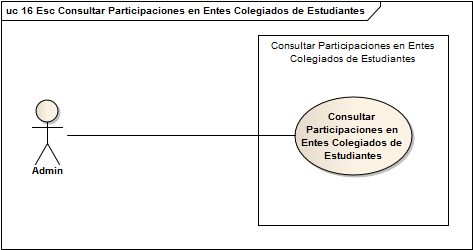 uc 16 Esc Consultar Participaciones en Entes Colegiados de Estudiantes
Consultar Participaciones en Entes
Colegiados de Estudiantes
Consultar
Participaciones en
Entes Colegiados de
Estudiantes
Admin